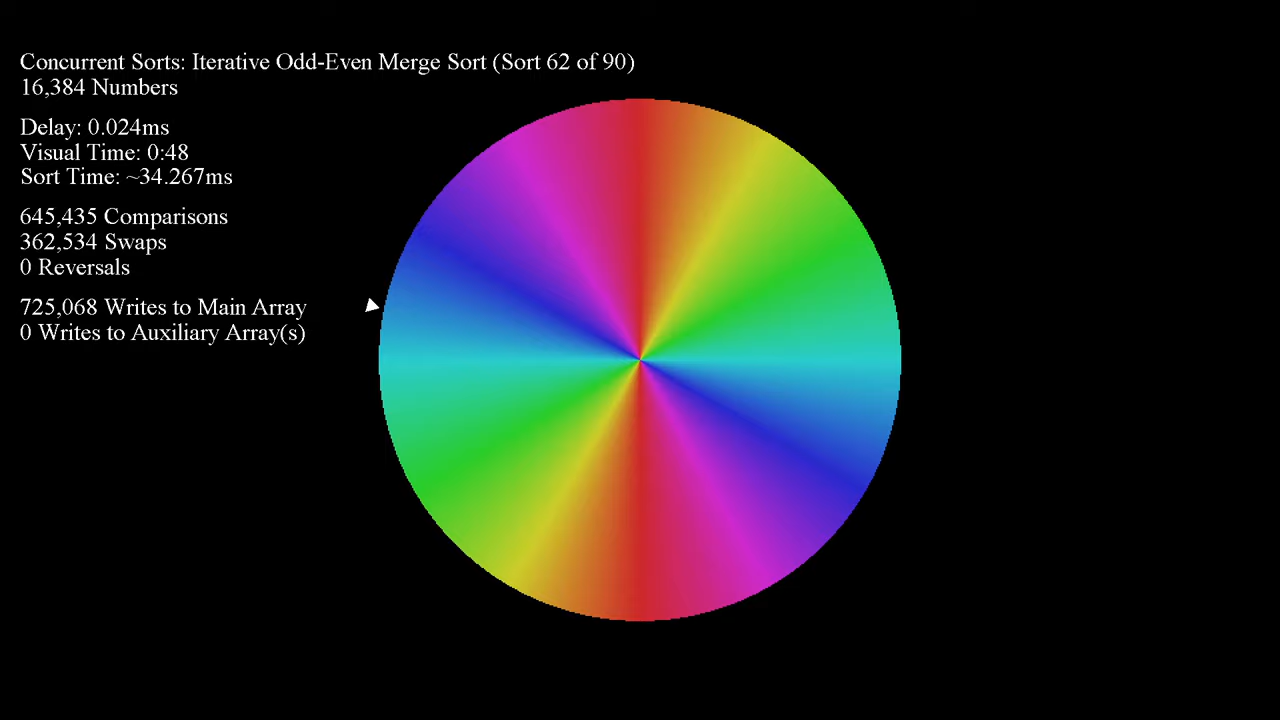 Concurrent Sorts: Iterative Odd-Even Merge Sort (Sort 62 of 90)
16,384 Numbers
Delay: 0.024ms
Visual Time: 0:48
Sort Time: ~34.267ms
645,435 Comparisons
362,534 Swaps
0 Reversals
725,068 Writes to Main Array
0 Writes to Auxiliary Array(s)